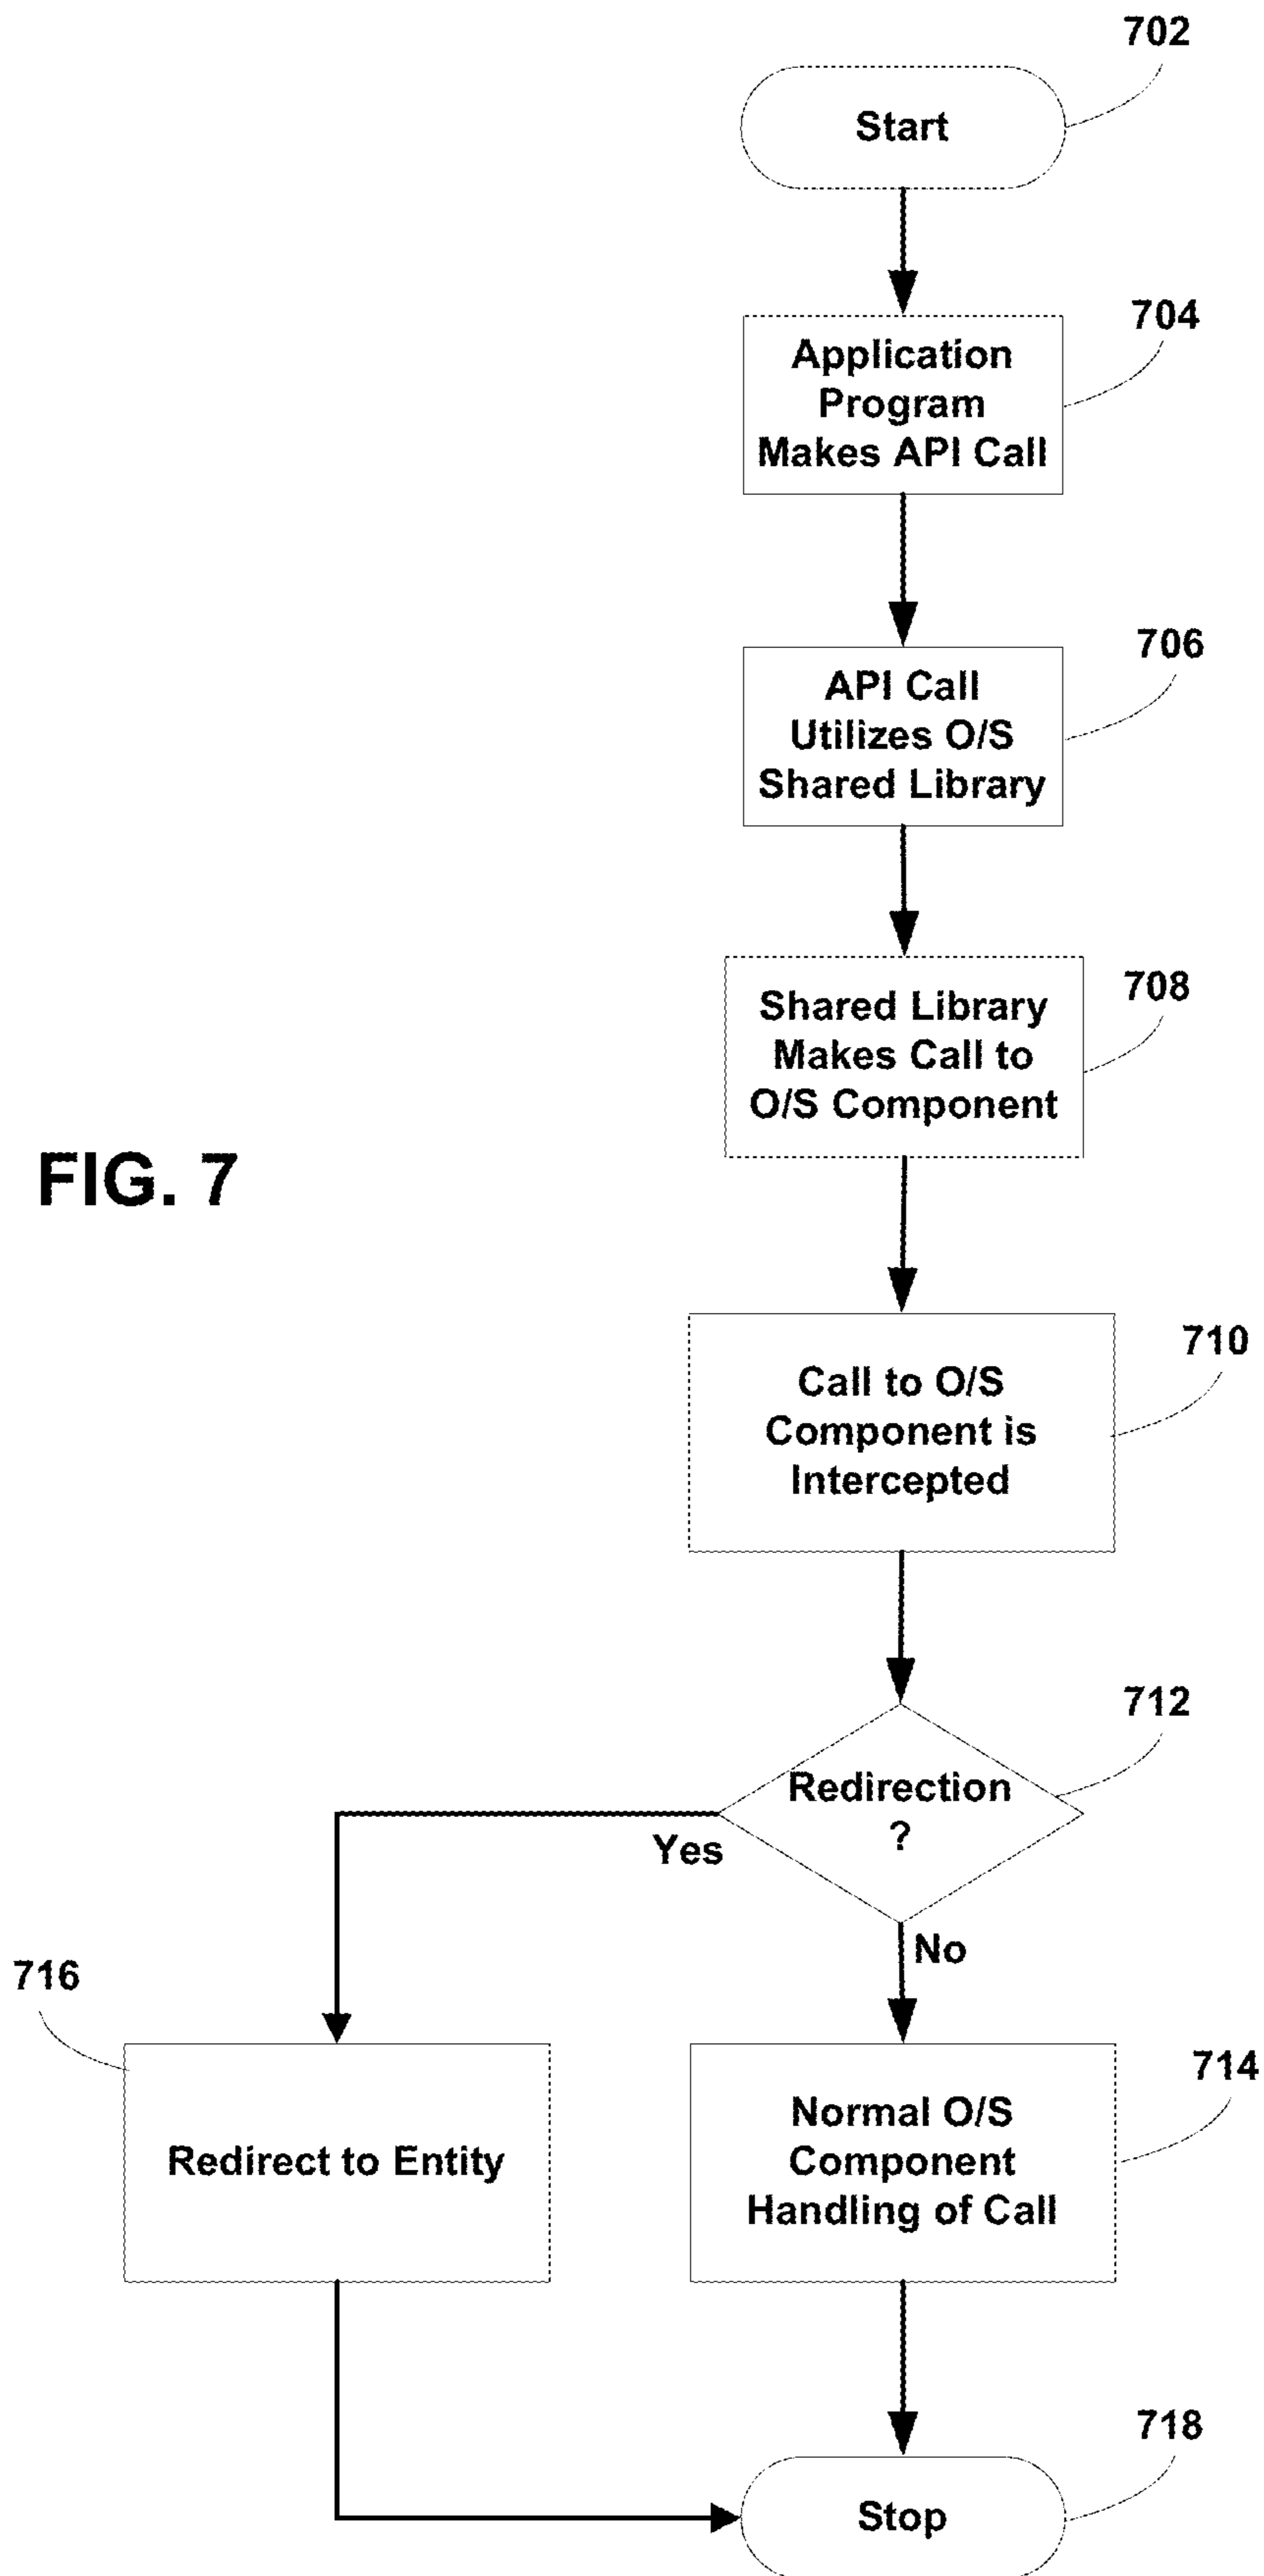 702
Start
704
Application
Program
Makes API Call
706
API Call
Utilizes O/S
Shared Library
708
Shared Library
Makes Call to
O/S Component
FIG. 7
710
Call to O/S
Component is
Intercepted
712
Redirection
?
Yes
No
716
Redirect to Entity
714
Normal O/S
Component
Handling of Call
718
Stop